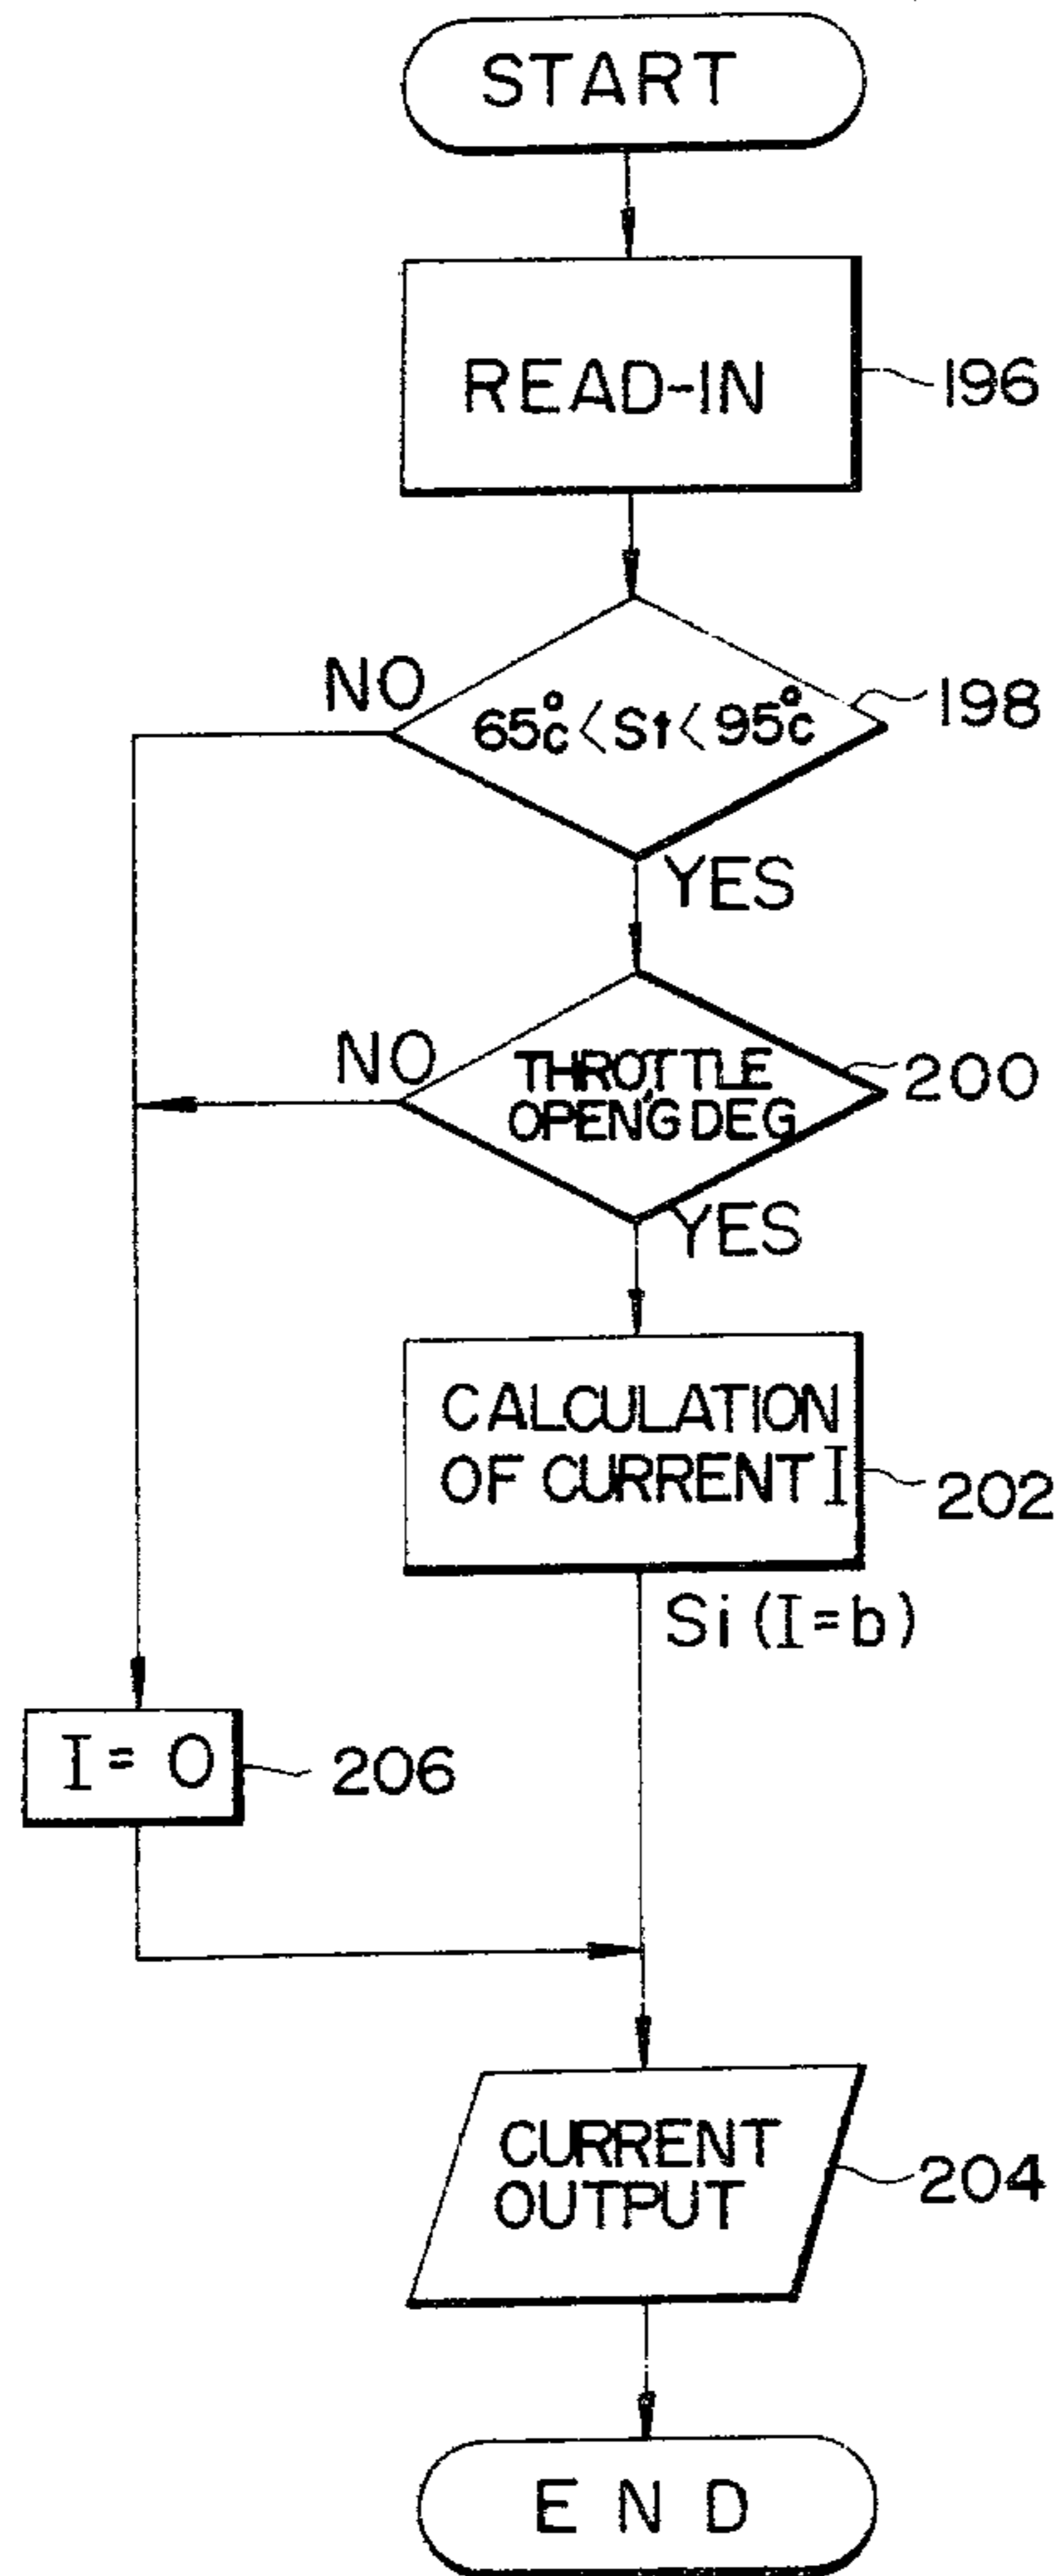 START
READ-IN
196
NO
65°c<St<95°c
198
YES
NO
THROTTLE
OPEN'G DEG
200
YES
CALCULATION
OF CURRENT I
202
Si (I=b)
I=0
206
CURRENT
OUTPUT
204
END